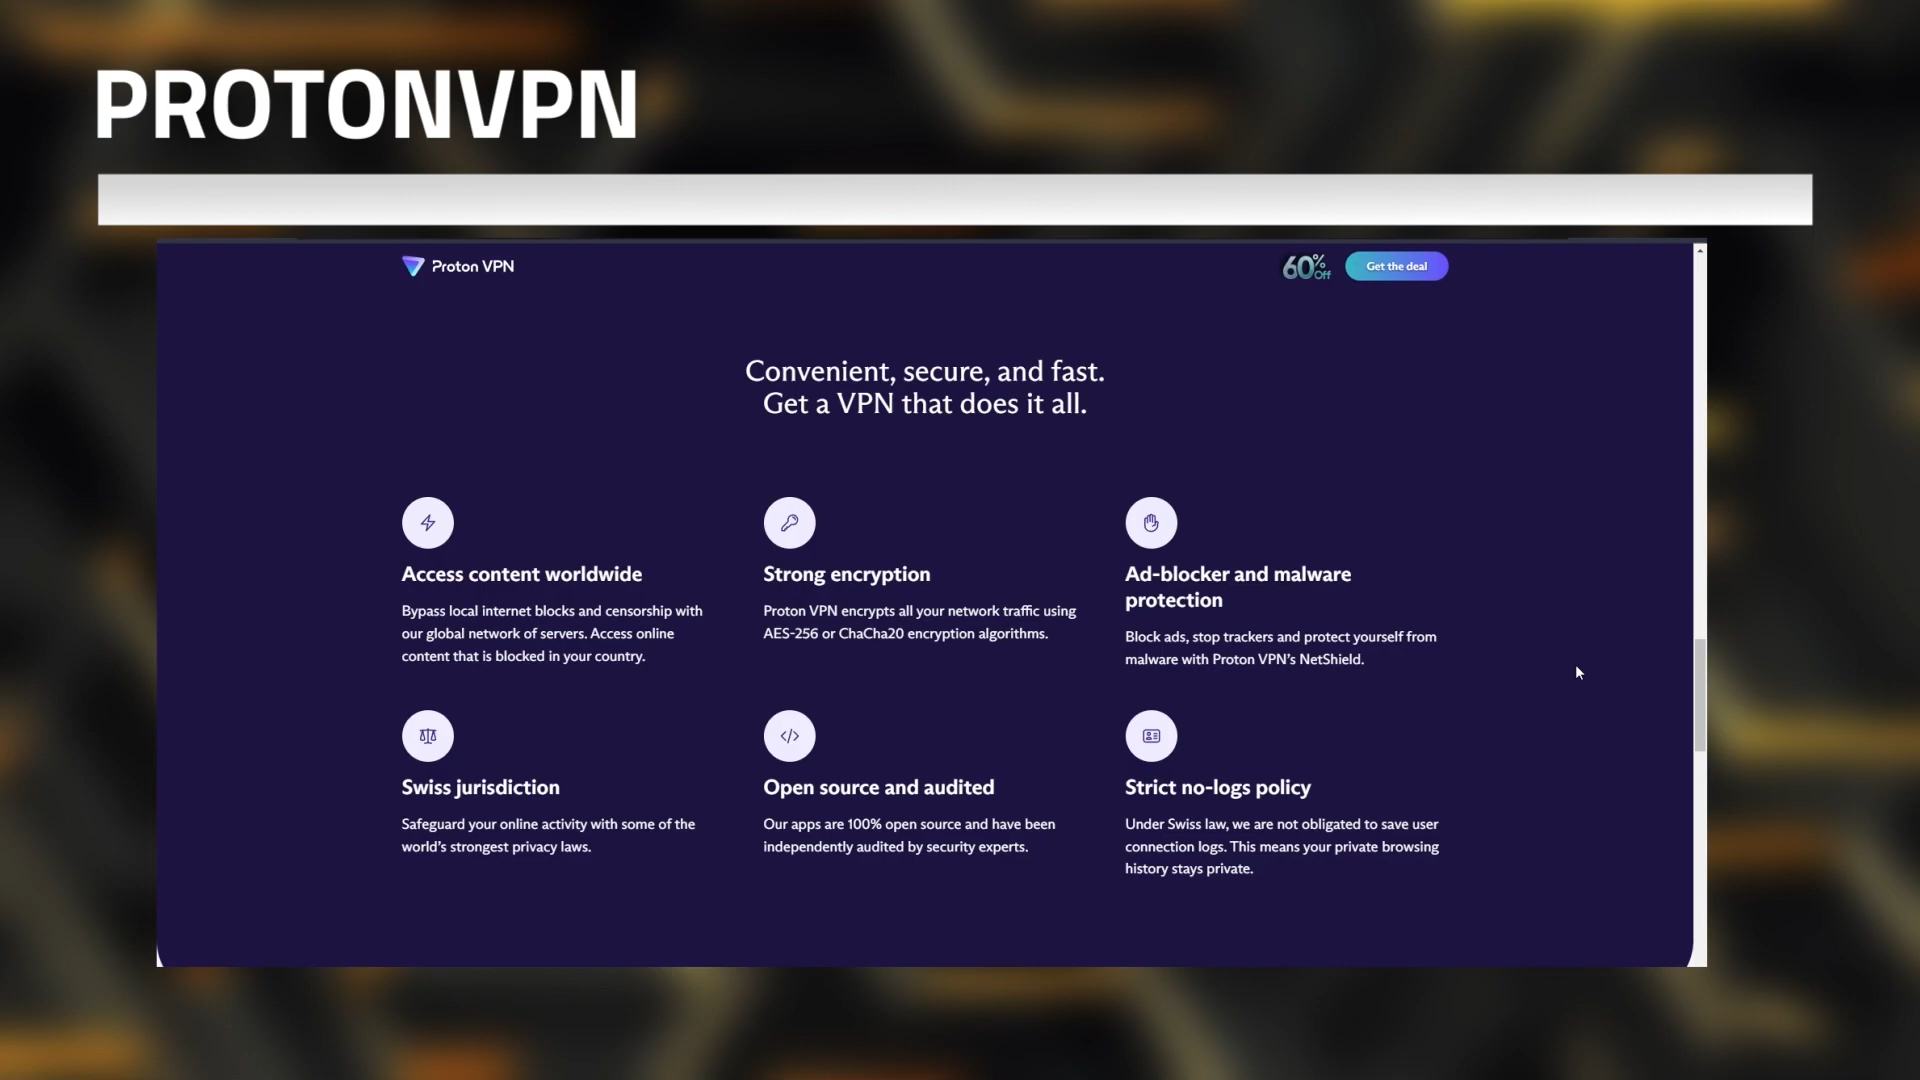 PROTONVPN
Proton VPN
60% Off
Get the deal
Convenient, secure, and fast.
Get a VPN that does it all.
Access content worldwide
Bypass local internet blocks and censorship with
our global network of servers. Access online
content that is blocked in your country.
Strong encryption
Proton VPN encrypts all your network traffic using
AES-256 or ChaCha20 encryption algorithms.
Ad-blocker and malware
protection
Block ads, stop trackers and protect yourself from
malware with Proton VPN’s NetShield.
Swiss jurisdiction
Safeguard your online activity with some of the
world’s strongest privacy laws.
Open source and audited
Our apps are 100% open source and have been
independently audited by security experts.
Strict no-logs policy
Under Swiss law, we are not obligated to save user
connection logs. This means your private browsing
history stays private.